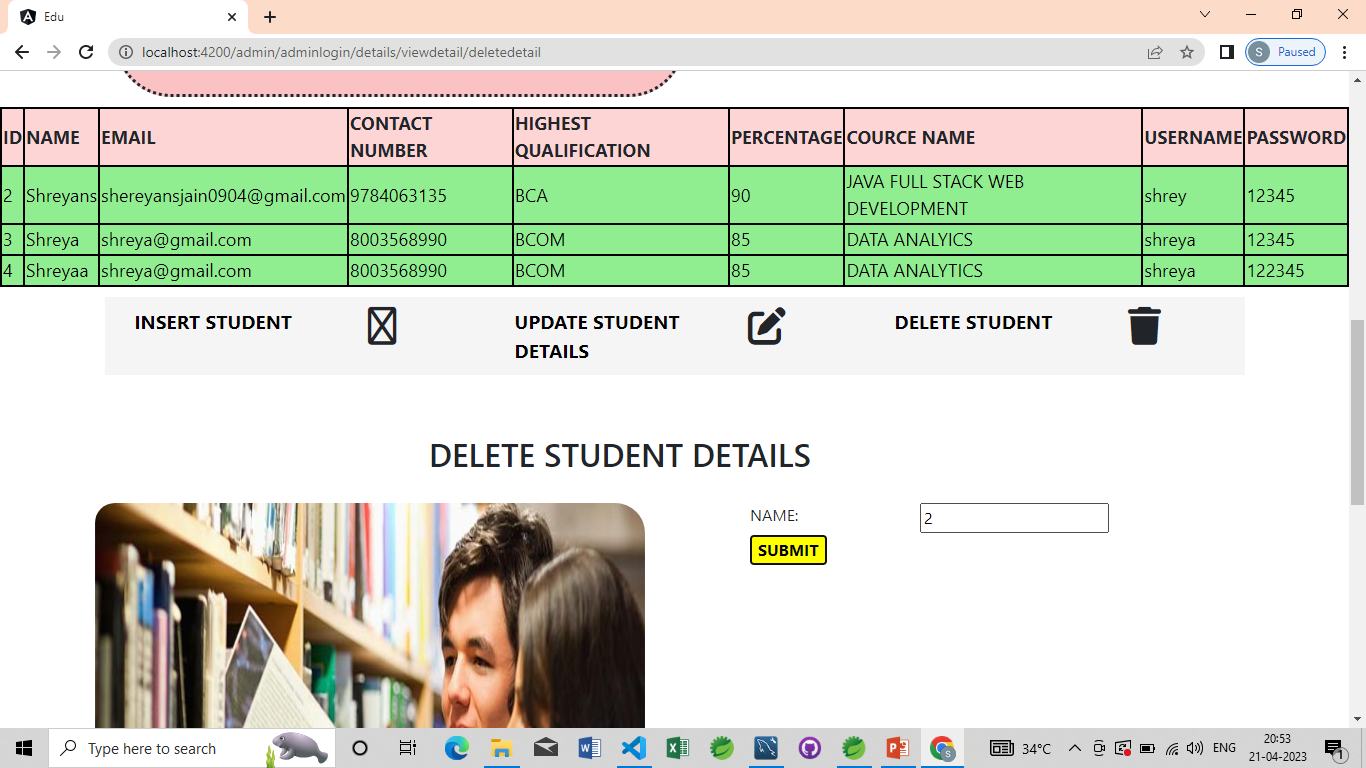 Edu
localhost:4200/admin/adminlogin/details/viewdetail/deletedetail
S Paused
ID NAME EMAIL CONTACT NUMBER HIGHEST QUALIFICATION PERCENTAGE COURCE NAME USERNAME PASSWORD
2 Shreyans shereyansjain0904@gmail.com 9784063135 BCA 90 JAVA FULL STACK WEB DEVELOPMENT shrey 12345
3 Shreya shreya@gmail.com 8003568990 BCOM 85 DATA ANALYICS shreya 12345
4 Shreyaa shreya@gmail.com 8003568990 BCOM 85 DATA ANALYTICS shreya 122345
INSERT STUDENT UPDATE STUDENT DETAILS DELETE STUDENT
DELETE STUDENT DETAILS
NAME: 2
SUBMIT
Type here to search
34°C ENG 20:53
21-04-2023
1